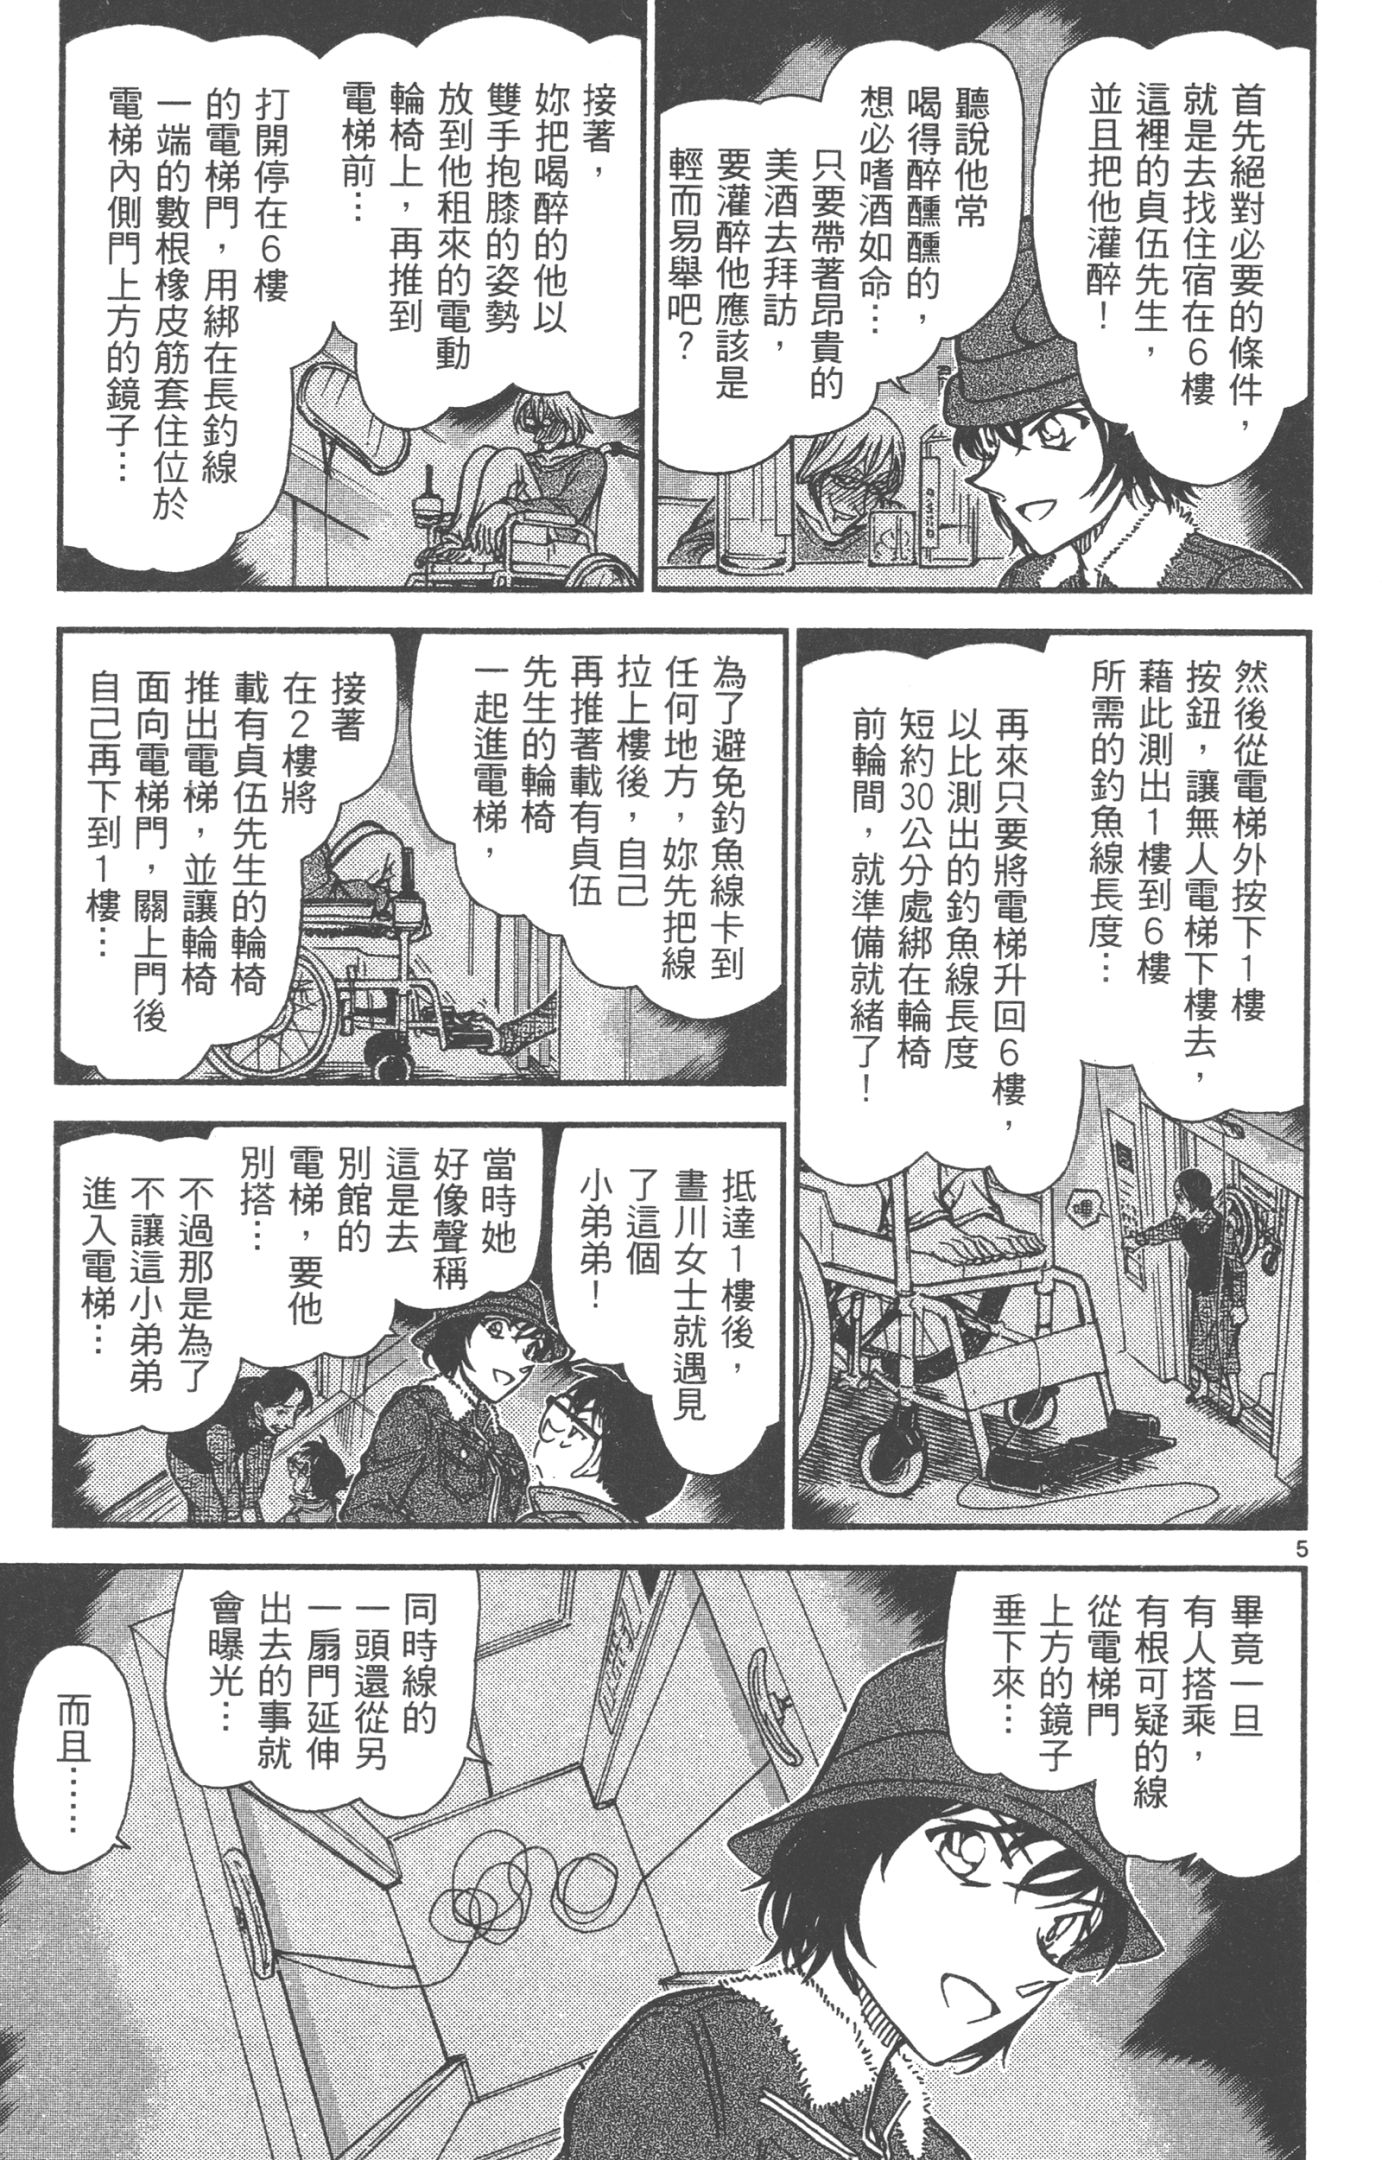 首先絕對必要的條件，
就是去找住宿在6樓
這裡的貞伍先生，
並且把他灌醉！
聽說他常
喝得醉醺醺的，
想必嗜酒如命…
只要帶著昂貴的
美酒去拜訪，
要灌醉他應該是
輕而易舉吧？
接著，
妳把喝醉的他以
雙手抱膝的姿勢
放到他租來的電動
輪椅上，再推到
電梯前…
打開停在6樓
的電梯門，用綁在長釣線
一端的數根橡皮筋套住位於
電梯內側門上方的鏡子…
然後從電梯外按下1樓
按鈕，讓無人電梯下樓去，
藉此測出1樓到6樓
所需的釣魚線長度…
再來只要將電梯升回6樓，
以比測出的釣魚線長度
短約30公分處綁在輪椅
前輪間，就準備就緒了！
嗶
為了避免釣魚線卡到
任何地方，妳先把線
拉上樓後，自己
再推著載有貞伍
先生的輪椅
一起進電梯，
接著
在2樓將
載有貞伍先生的輪椅
推出電梯，並讓輪椅
面向電梯門，關上門後
自己再下到1樓…
抵達1樓後，
晝川女士就遇見
了這個
小弟弟！
當時她
好像聲稱
這是去
別館的
電梯，要他
別搭…
不過那是為了
不讓這小弟弟
進入電梯…
5
畢竟一旦
有人搭乘，
有根可疑的線
從電梯門
上方的鏡子
垂下來…
同時線的
一頭還從另
一扇門延伸
出去的事就
會曝光…
而且……